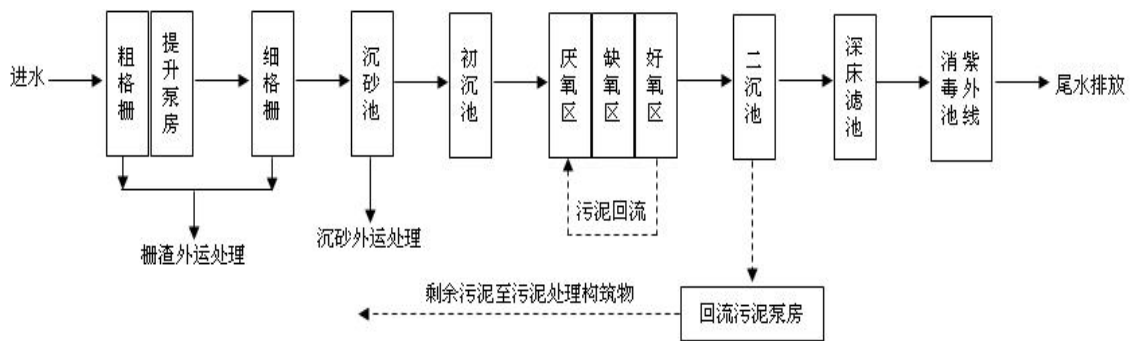 进水
粗格栅
提升泵房
细格栅
沉砂池
初沉池
厌氧区
缺氧区
好氧区
二沉池
深床滤池
紫外线
消毒池
尾水排放
污泥回流
栅渣外运处理
沉砂外运处理
剩余污泥至污泥处理构筑物
回流污泥泵房